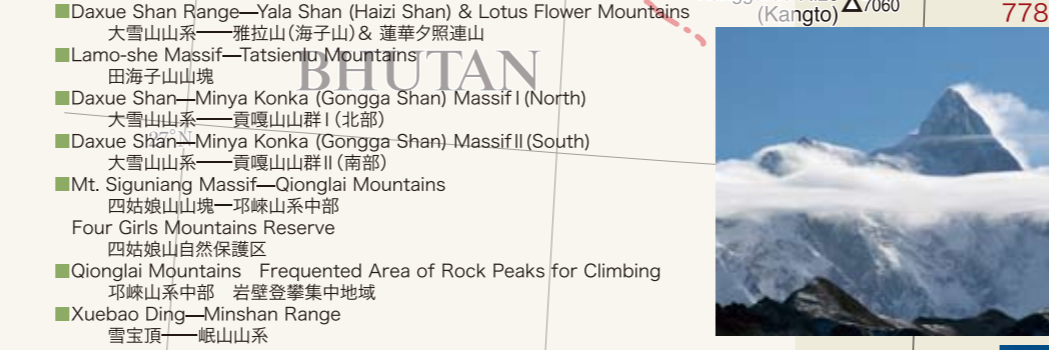 ■Daxue Shan Range—Yala Shan (Haizi Shan) & Lotus Flower Mountains
大雪山山系──雅拉山(海子山)& 蓮華夕照連山
■Lamo-she Massif—Tatsienlu Mountains
田海子山山塊
■Daxue Shan—Minya Konka (Gongga Shan) Massif I (North)
大雪山山系──貢嘎山山群 I (北部)
■Daxue Shan—Minya Konka (Gongga Shan) Massif II (South)
大雪山山系──貢嘎山山群 II (南部)
■Mt. Siguniang Massif—Qionglai Mountains
四姑娘山山塊─邛崍山系中部
Four Girls Mountains Reserve
四姑娘山自然保護区
■Qionglai Mountains Frequented Area of Rock Peaks for Climbing
邛崍山系中部 岩壁登攀集中地域
■Xuebao Ding—Minshan Range
雪宝頂──岷山山系
BHUTAN
27°N
(Kangto)
7060
778